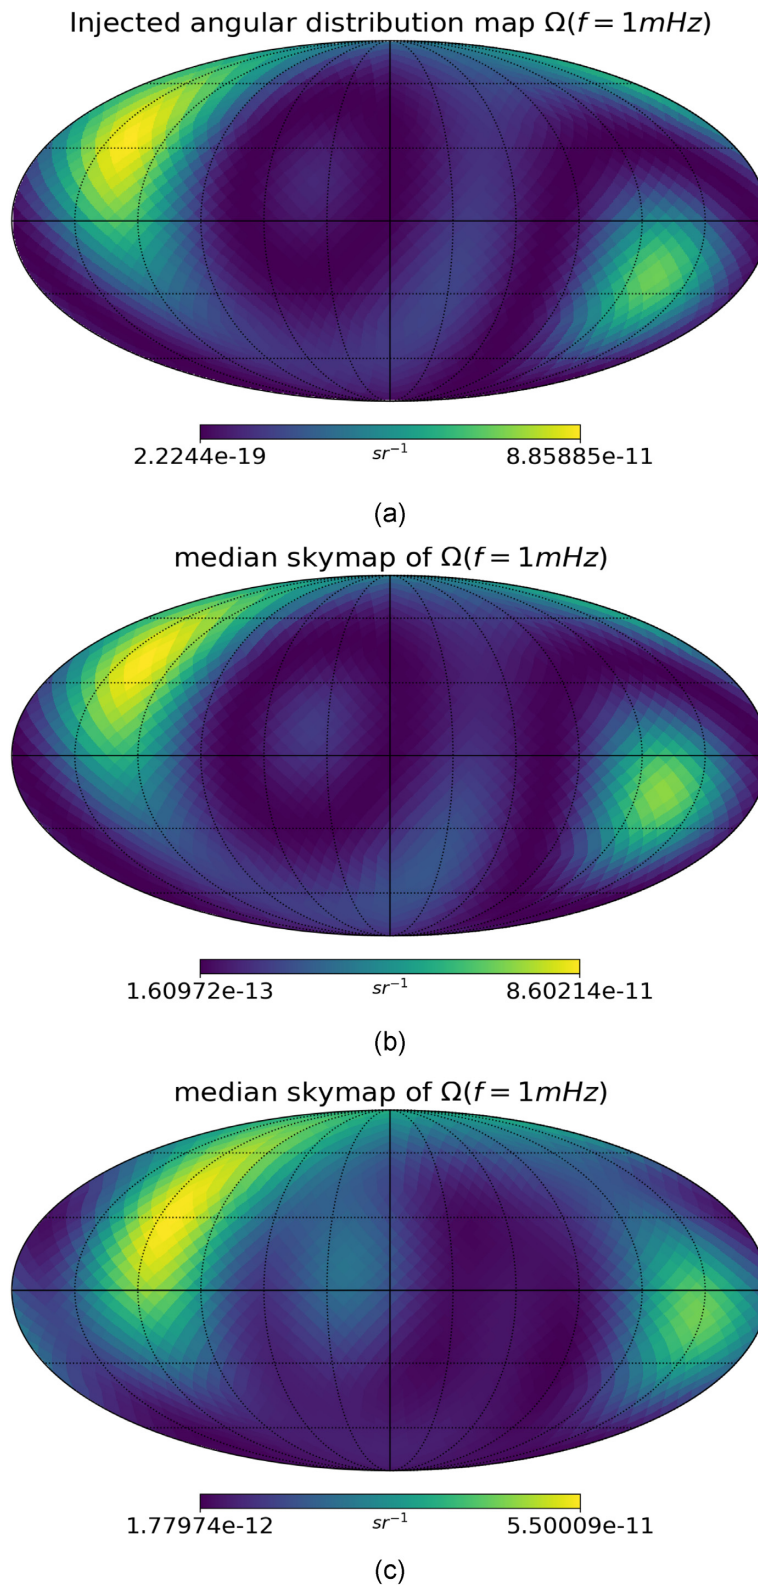 Injected angular distribution map Ω(f = 1mHz)
2.2244e-19 sr⁻¹ 8.85885e-11
(a)
median skymap of Ω(f = 1mHz)
1.60972e-13 sr⁻¹ 8.60214e-11
(b)
median skymap of Ω(f = 1mHz)
1.77974e-12 sr⁻¹ 5.50009e-11
(c)